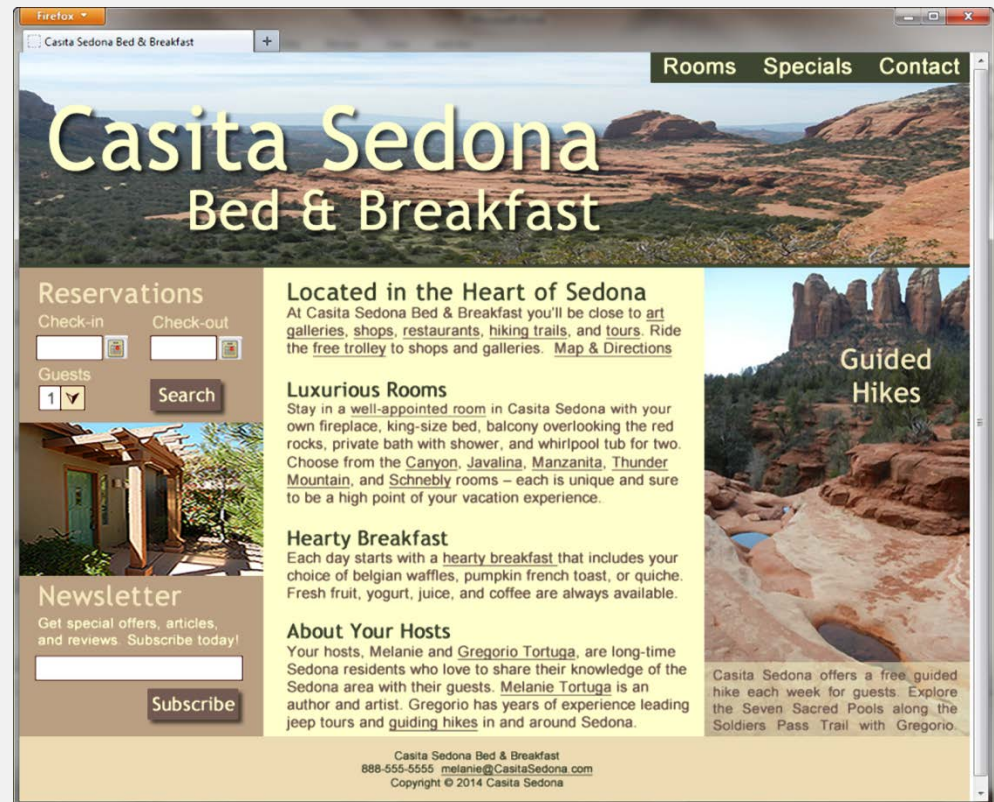 Firefox
Casita Sedona Bed & Breakfast
Rooms Specials Contact
Casita Sedona
Bed & Breakfast
Reservations
Check-in Check-out
Guests
1
Search
Newsletter
Get special offers, articles,
and reviews. Subscribe today!
Subscribe
Located in the Heart of Sedona
At Casita Sedona Bed & Breakfast you'll be close to art
galleries, shops, restaurants, hiking trails, and tours. Ride
the free trolley to shops and galleries. Map & Directions
Luxurious Rooms
Stay in a well-appointed room in Casita Sedona with your
own fireplace, king-size bed, balcony overlooking the red
rocks, private bath with shower, and whirlpool tub for two.
Choose from the Canyon, Javalina, Manzanita, Thunder
Mountain, and Schnebly rooms – each is unique and sure
to be a high point of your vacation experience.
Hearty Breakfast
Each day starts with a hearty breakfast that includes your
choice of belgian waffles, pumpkin french toast, or quiche.
Fresh fruit, yogurt, juice, and coffee are always available.
About Your Hosts
Your hosts, Melanie and Gregorio Tortuga, are long-time
Sedona residents who love to share their knowledge of the
Sedona area with their guests. Melanie Tortuga is an
author and artist. Gregorio has years of experience leading
jeep tours and guiding hikes in and around Sedona.
Guided
Hikes
Casita Sedona offers a free guided
hike each week for guests. Explore
the Seven Sacred Pools along the
Soldiers Pass Trail with Gregorio.
Casita Sedona Bed & Breakfast
888-555-5555 melanie@CasitaSedona.com
Copyright © 2014 Casita Sedona